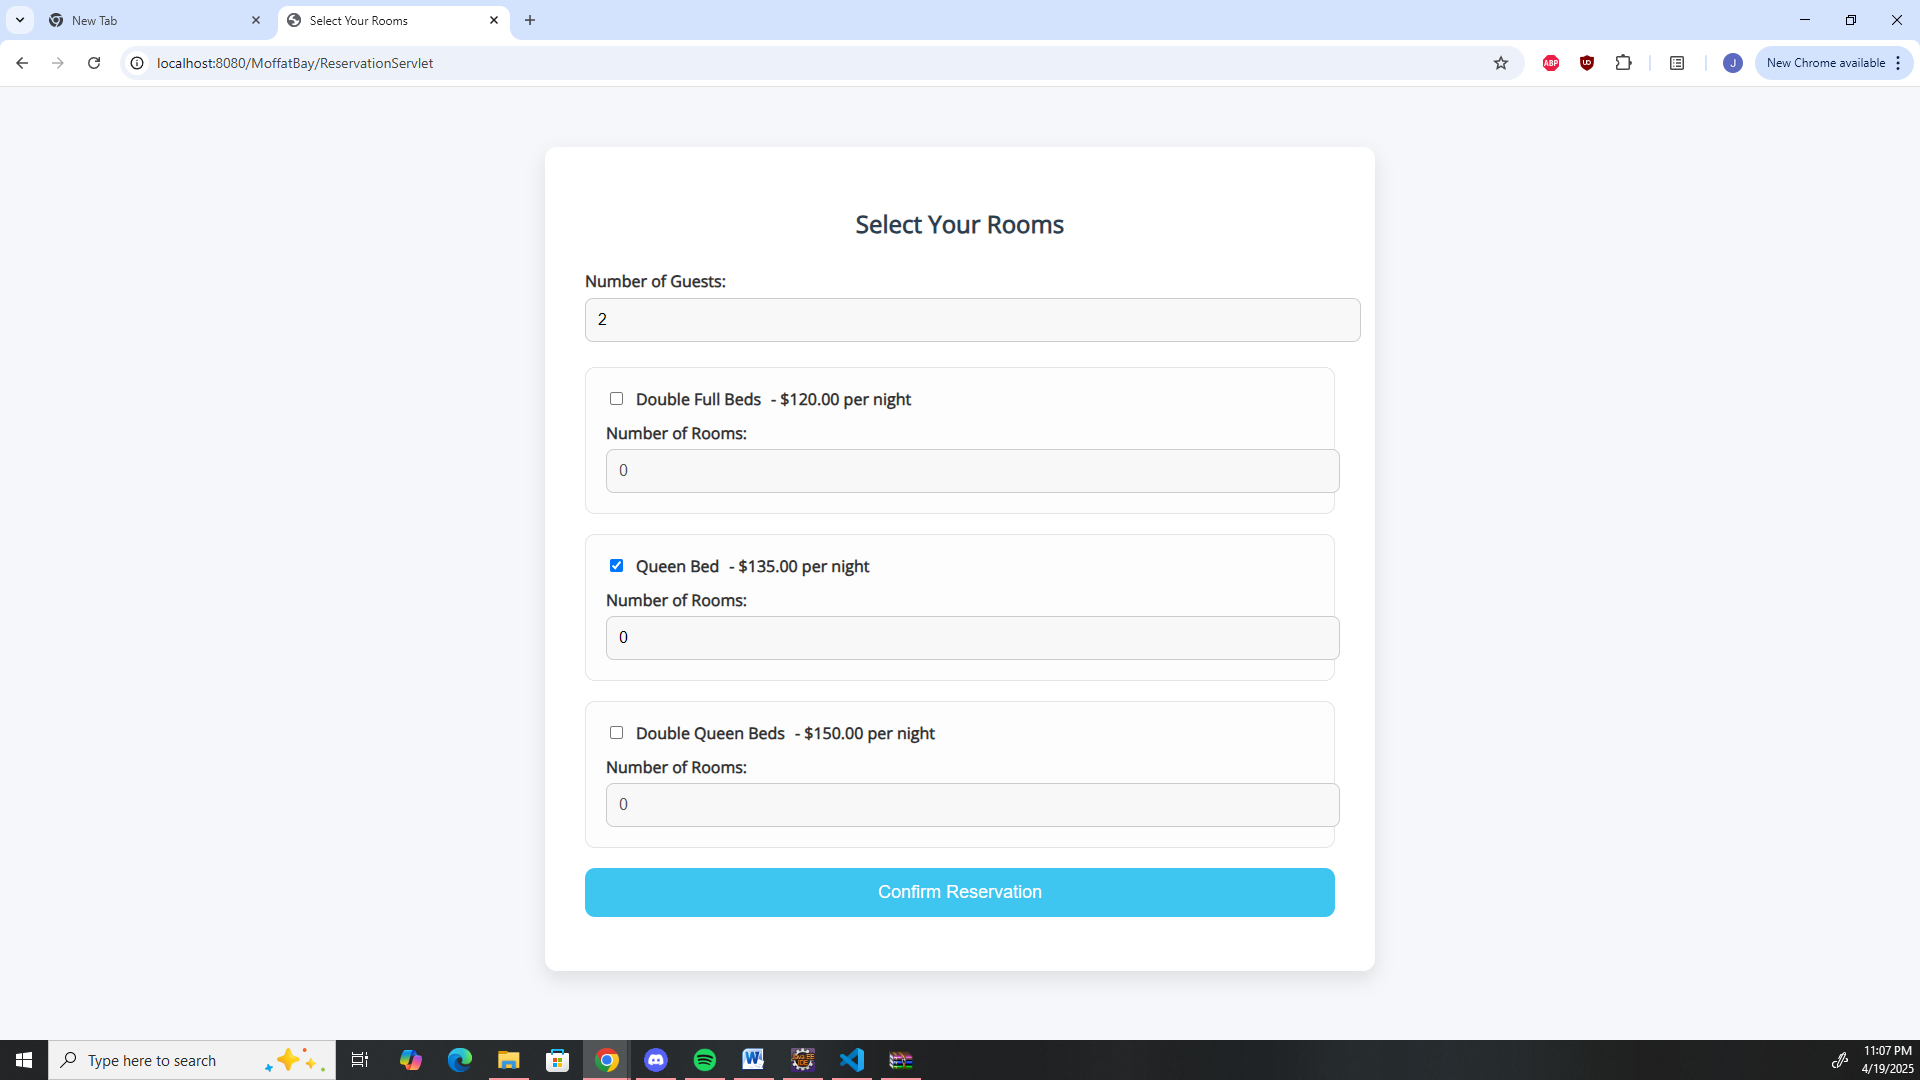 New Tab
Select Your Rooms
localhost:8080/MoffatBay/ReservationServlet
ABP
J
New Chrome available
Select Your Rooms
Number of Guests:
2
Double Full Beds - $120.00 per night
Number of Rooms:
0
Queen Bed - $135.00 per night
Number of Rooms:
0
Double Queen Beds - $150.00 per night
Number of Rooms:
0
Confirm Reservation
Type here to search
W
11:07 PM
4/19/2025